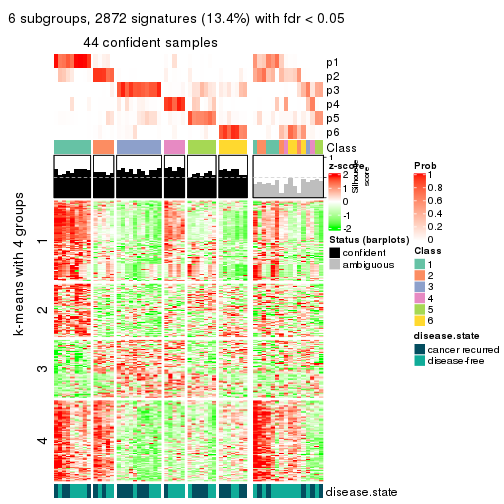 6 subgroups, 2872 signatures (13.4%) with fdr < 0.05
44 confident samples
p1
p2
p3
p4
p5
p6
Class
1
Silhouette
score
k-means with 4 groups
1
2
3
4
disease.state
z-score
2
1
0
-1
-2
Status (barplots)
confident
ambiguous
Prob
1
0.8
0.6
0.4
0.2
0
Class
1
2
3
4
5
6
disease.state
cancer recurred
disease-free